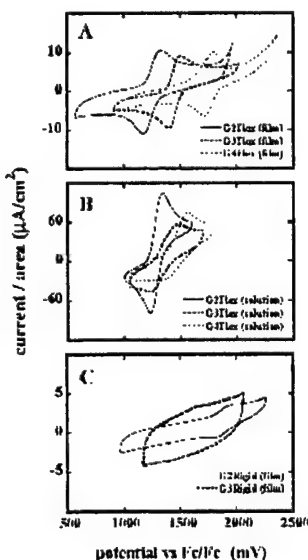 A
10
0
-10
G2Flex (film)
G3Flex (film)
G4Flex (film)
current / area (µA/cm²)
B
60
0
-60
G2Flex (solution)
G3Flex (solution)
G4Flex (solution)
C
5
0
-5
G2Rigid (film)
G3Rigid (film)
500 1000 1500 2000 2500
potential vs Fc/Fc (mV)